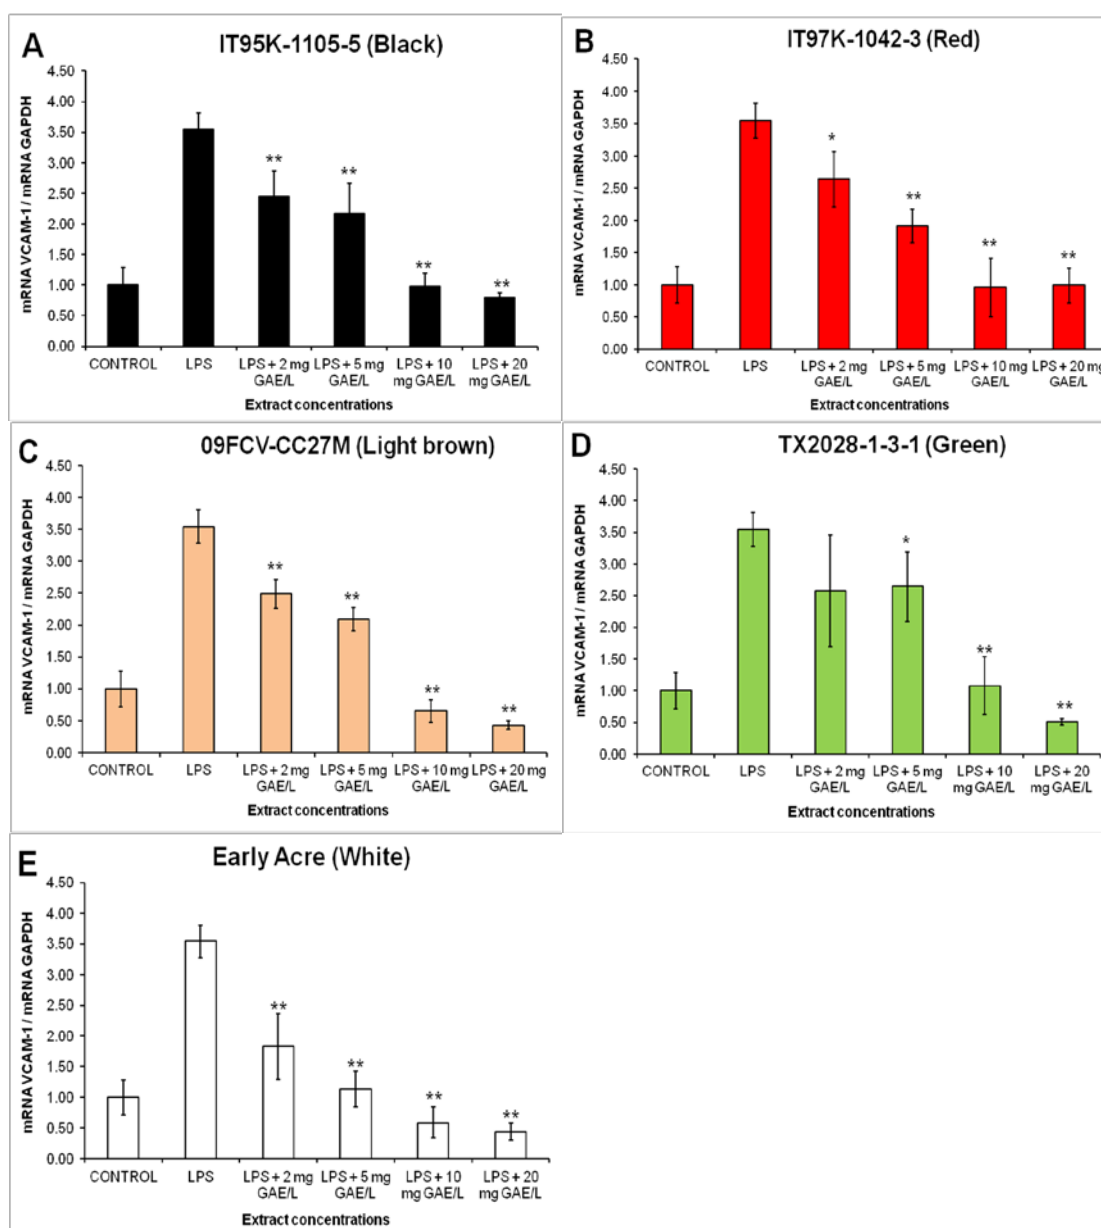 A
IT95K-1105-5 (Black)
mRNA VCAM-1 / mRNA GAPDH
4.50
4.00
3.50
3.00
2.50
2.00
1.50
1.00
0.50
0.00
**
**
**
**
CONTROL
LPS
LPS + 2 mg
GAE/L
LPS + 5 mg
GAE/L
LPS + 10
mg GAE/L
LPS + 20
mg GAE/L
Extract concentrations
B
IT97K-1042-3 (Red)
mRNA VCAM-1 / mRNA GAPDH
4.50
4.00
3.50
3.00
2.50
2.00
1.50
1.00
0.50
0.00
*
**
**
**
CONTROL
LPS
LPS + 2 mg
GAE/L
LPS + 5 mg
GAE/L
LPS + 10 mg
GAE/L
LPS + 20 mg
GAE/L
Extract concentrations
C
09FCV-CC27M (Light brown)
mRNA VCAM-1 / mRNA GAPDH
4.50
4.00
3.50
3.00
2.50
2.00
1.50
1.00
0.50
0.00
**
**
**
**
CONTROL
LPS
LPS + 2 mg
GAE/L
LPS + 5 mg
GAE/L
LPS + 10 mg
GAE/L
LPS + 20 mg
GAE/L
Extract concentrations
D
TX2028-1-3-1 (Green)
mRNA VCAM-1 / mRNA GAPDH
4.50
4.00
3.50
3.00
2.50
2.00
1.50
1.00
0.50
0.00
*
**
**
CONTROL
LPS
LPS + 2 mg
GAE/L
LPS + 5 mg
GAE/L
LPS + 10
mg GAE/L
LPS + 20
mg GAE/L
Extract concentrations
E
Early Acre (White)
mRNA VCAM-1 / mRNA GAPDH
4.50
4.00
3.50
3.00
2.50
2.00
1.50
1.00
0.50
0.00
**
**
**
**
CONTROL
LPS
LPS + 2 mg
GAE/L
LPS + 5 mg
GAE/L
LPS + 10
mg GAE/L
LPS + 20
mg GAE/L
Extract concentrations